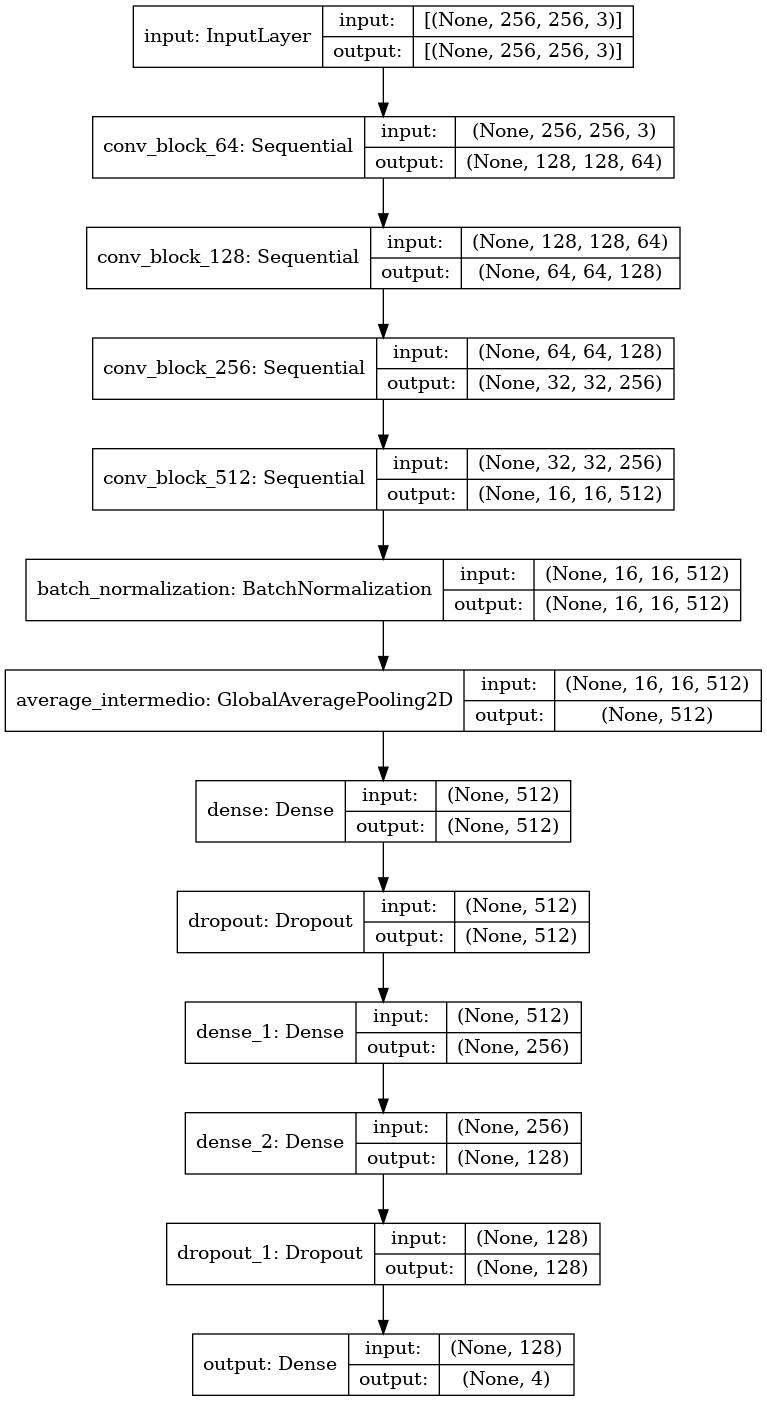 input: InputLayer
input: [(None, 256, 256, 3)]
output: [(None, 256, 256, 3)]
conv_block_64: Sequential
input: (None, 256, 256, 3)
output: (None, 128, 128, 64)
conv_block_128: Sequential
input: (None, 128, 128, 64)
output: (None, 64, 64, 128)
conv_block_256: Sequential
input: (None, 64, 64, 128)
output: (None, 32, 32, 256)
conv_block_512: Sequential
input: (None, 32, 32, 256)
output: (None, 16, 16, 512)
batch_normalization: BatchNormalization
input: (None, 16, 16, 512)
output: (None, 16, 16, 512)
average_intermedio: GlobalAveragePooling2D
input: (None, 16, 16, 512)
output: (None, 512)
dense: Dense
input: (None, 512)
output: (None, 512)
dropout: Dropout
input: (None, 512)
output: (None, 512)
dense_1: Dense
input: (None, 512)
output: (None, 256)
dense_2: Dense
input: (None, 256)
output: (None, 128)
dropout_1: Dropout
input: (None, 128)
output: (None, 128)
output: Dense
input: (None, 128)
output: (None, 4)